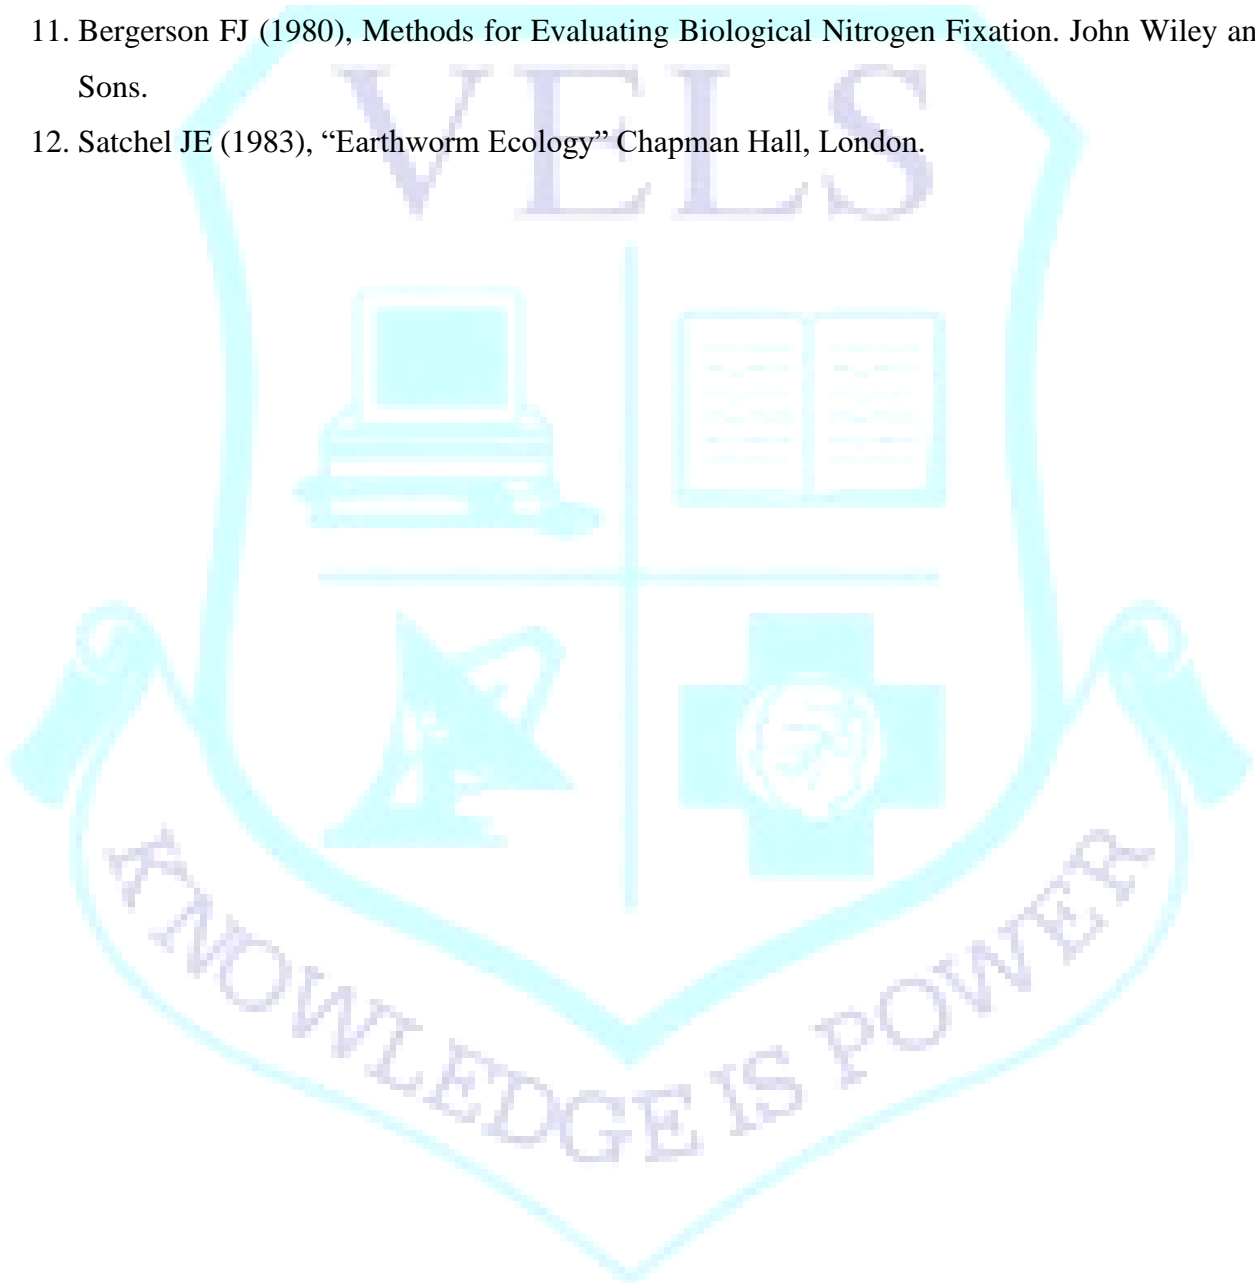 11. Bergerson FJ (1980), Methods for Evaluating Biological Nitrogen Fixation. John Wiley an
Sons.
VELS
12. Satchel JE (1983), “Earthworm Ecology” Chapman Hall, London.
KNOWLEDGE IS POWER